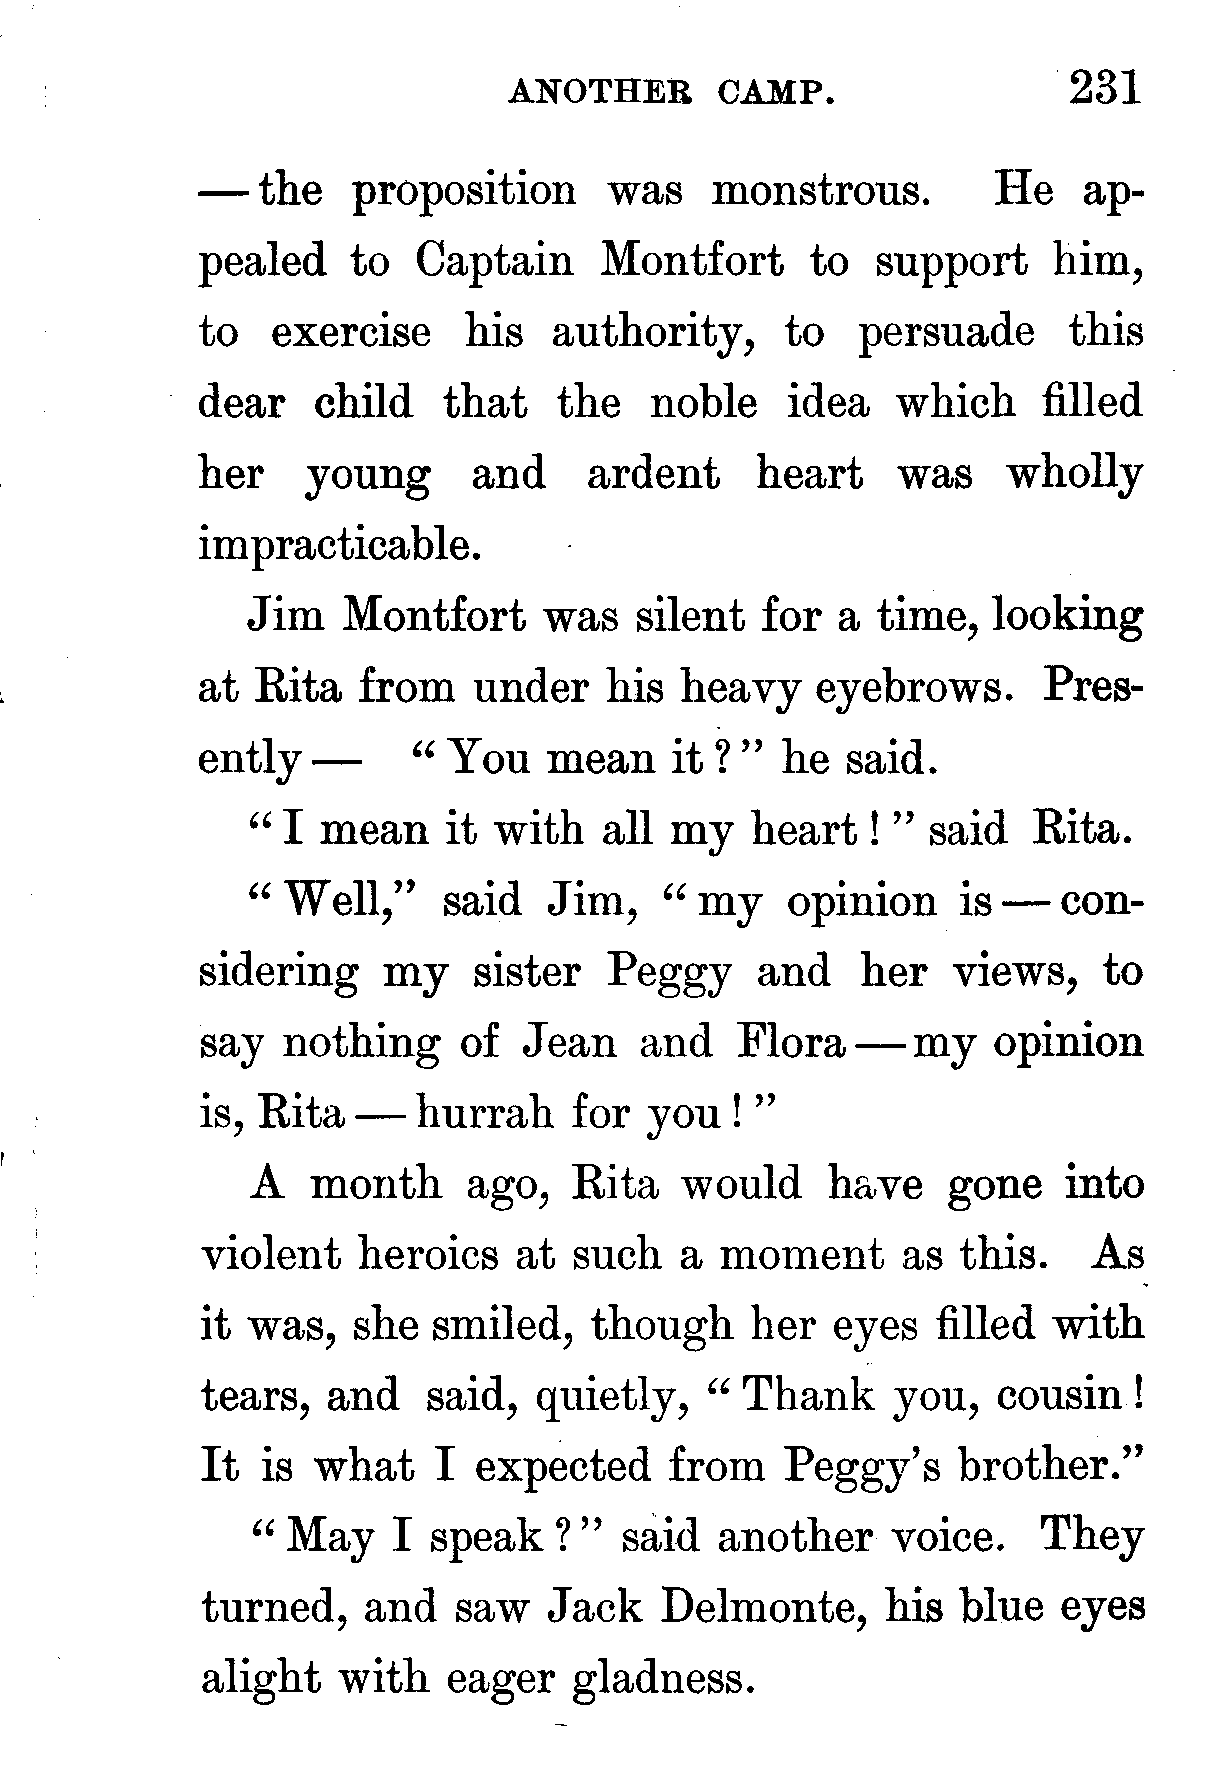 ANOTHER CAMP. 231
— the proposition was monstrous. He ap-
pealed to Captain Montfort to support him,
to exercise his authority, to persuade this
dear child that the noble idea which filled
her young and ardent heart was wholly
impracticable.
Jim Montfort was silent for a time, looking
at Rita from under his heavy eyebrows. Pres-
ently — “ You mean it ? ” he said.
“ I mean it with all my heart ! ” said Rita.
“ Well,” said Jim, “ my opinion is — con-
sidering my sister Peggy and her views, to
say nothing of Jean and Flora — my opinion
is, Rita — hurrah for you ! ”
A month ago, Rita would have gone into
violent heroics at such a moment as this. As
it was, she smiled, though her eyes filled with
tears, and said, quietly, “ Thank you, cousin !
It is what I expected from Peggy’s brother.”
“ May I speak ? ” said another voice. They
turned, and saw Jack Delmonte, his blue eyes
alight with eager gladness.